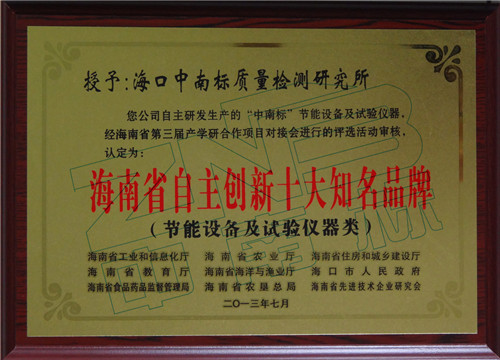 授予:海口中南标质量检测研究所
您公司自主研发生产的“中南标”节能设备及试验仪器,
经海南省第三届产学研合作项目对接会进行的评选活动审核,
认定为:
海南省自主创新十大知名品牌
(节能设备及试验仪器类)
海南省工业和信息化厅 海南省农业厅 海南省住房和城乡建设厅
海南省教育厅 海南省海洋与渔业厅 海口市人民政府
海南省食品药品监督管理局 海南省农垦总局 海南省先进技术企业研究会
二〇一三年七月
ZNB
中南标